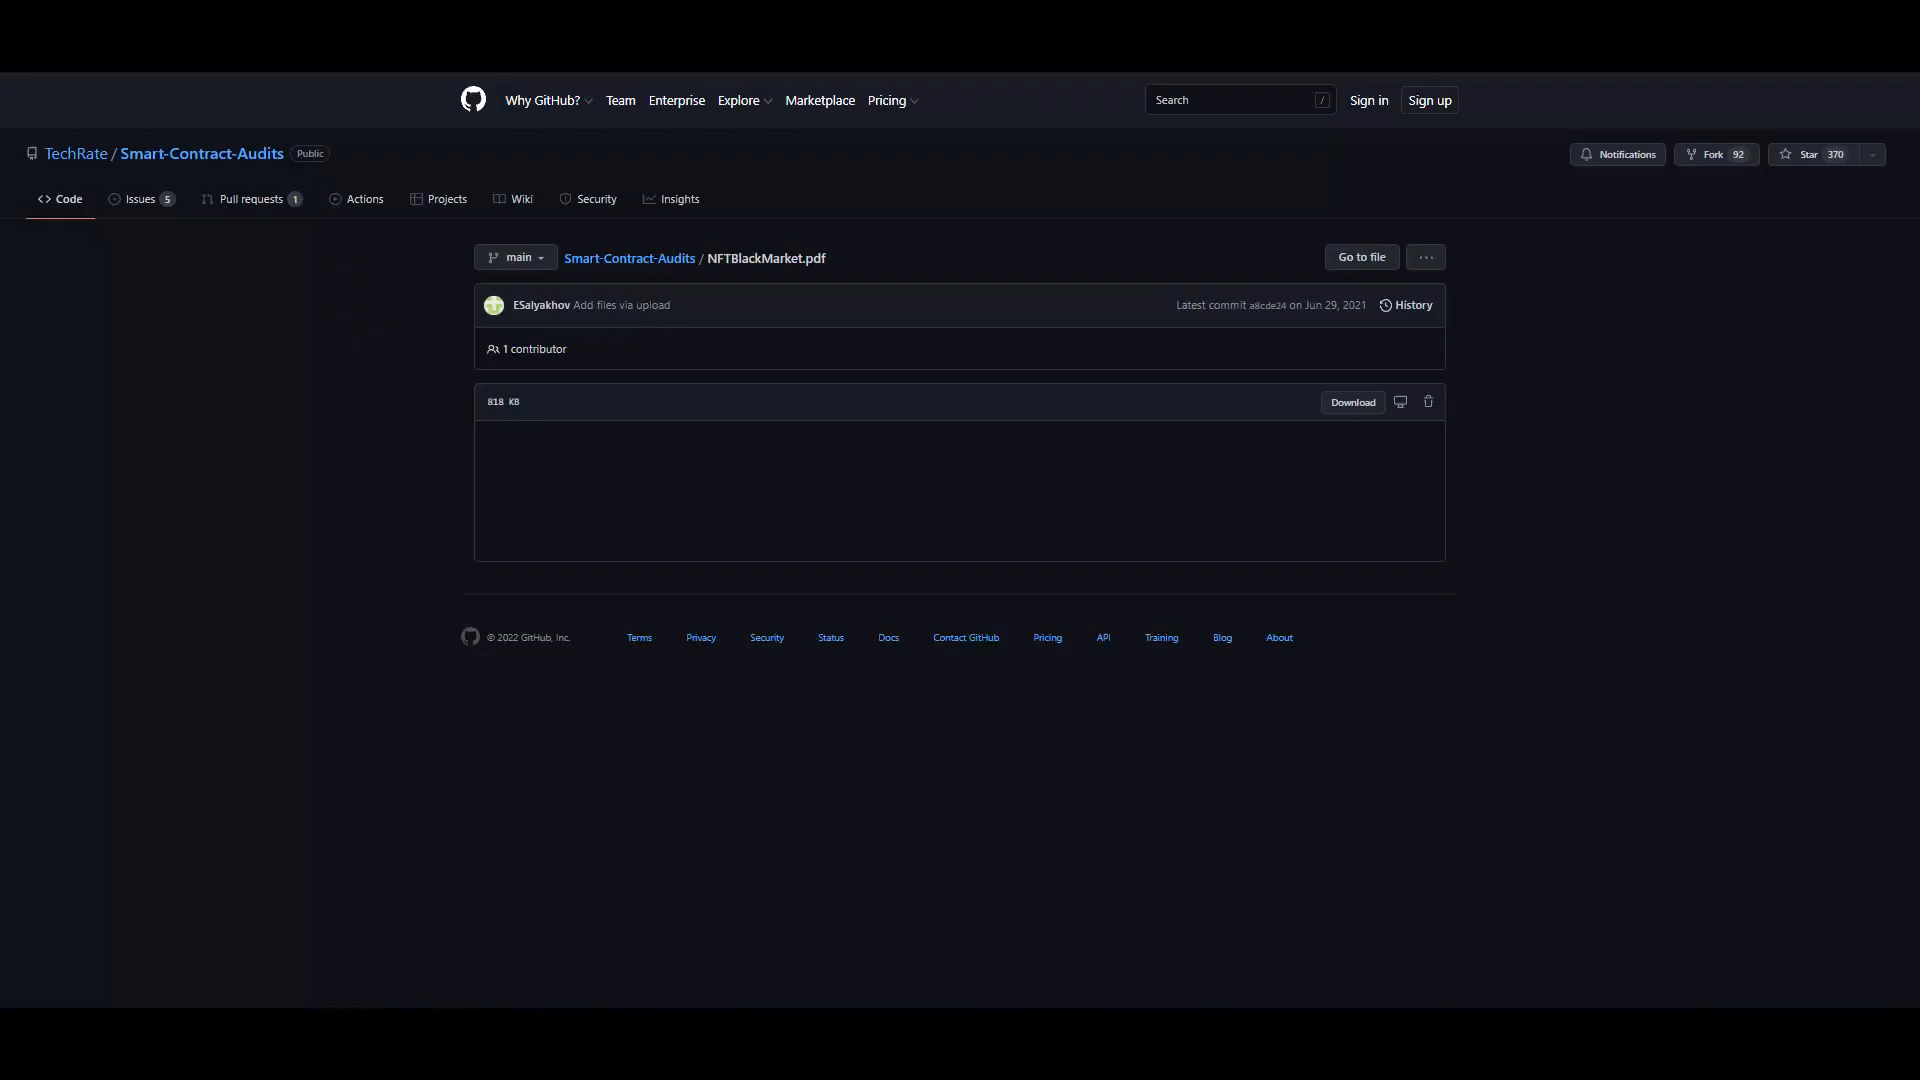 Why GitHub? Team Enterprise Explore Marketplace Pricing Search / Sign in Sign up
TechRate / Smart-Contract-Audits Public Notifications Fork 92 Star 370
Code Issues 5 Pull requests 1 Actions Projects Wiki Security Insights
main Smart-Contract-Audits / NFTBlackMarket.pdf Go to file ...
ESalyakhov Add files via upload Latest commit a8cde24 on Jun 29, 2021 History
1 contributor
818 KB Download
© 2022 GitHub, Inc. Terms Privacy Security Status Docs Contact GitHub Pricing API Training Blog About